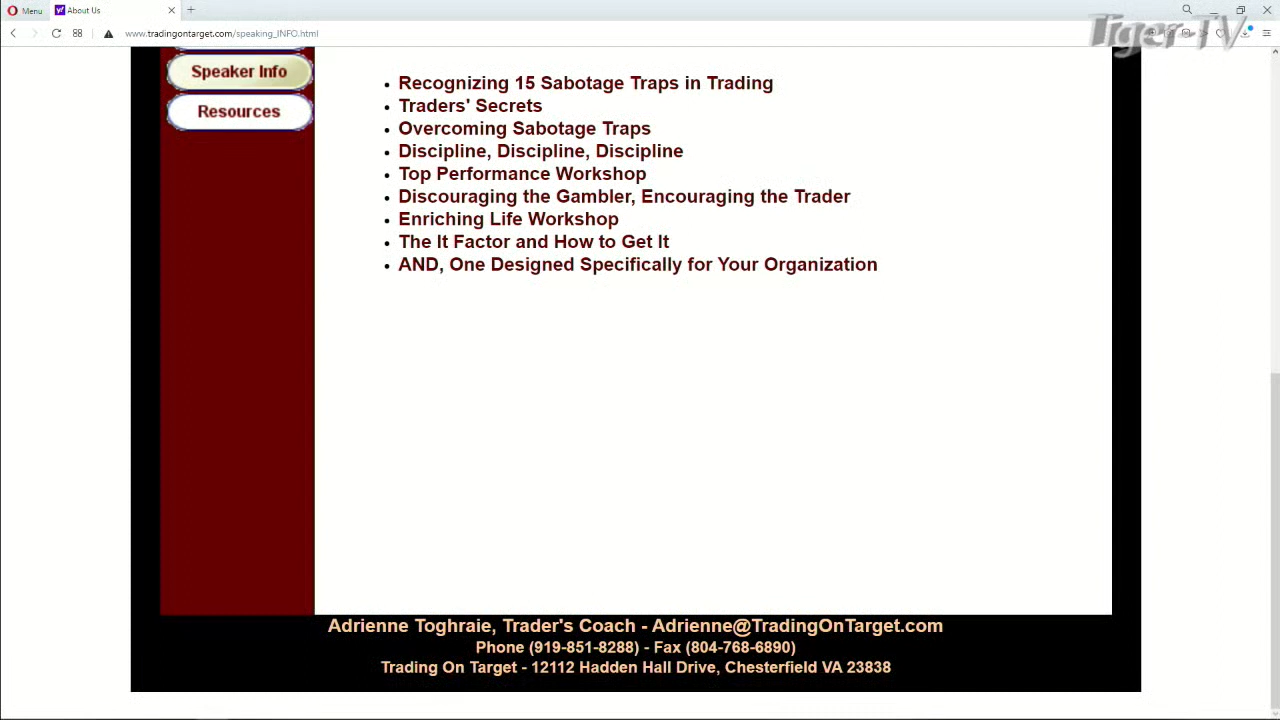 Menu
About Us
www.tradingontarget.com/speaking_INFO.html
Tiger-TV
Speaker Info
Resources
Recognizing 15 Sabotage Traps in Trading
Traders' Secrets
Overcoming Sabotage Traps
Discipline, Discipline, Discipline
Top Performance Workshop
Discouraging the Gambler, Encouraging the Trader
Enriching Life Workshop
The It Factor and How to Get It
AND, One Designed Specifically for Your Organization
Adrienne Toghraie, Trader's Coach - Adrienne@TradingOnTarget.com
Phone (919-851-8288) - Fax (804-768-6890)
Trading On Target - 12112 Hadden Hall Drive, Chesterfield VA 23838